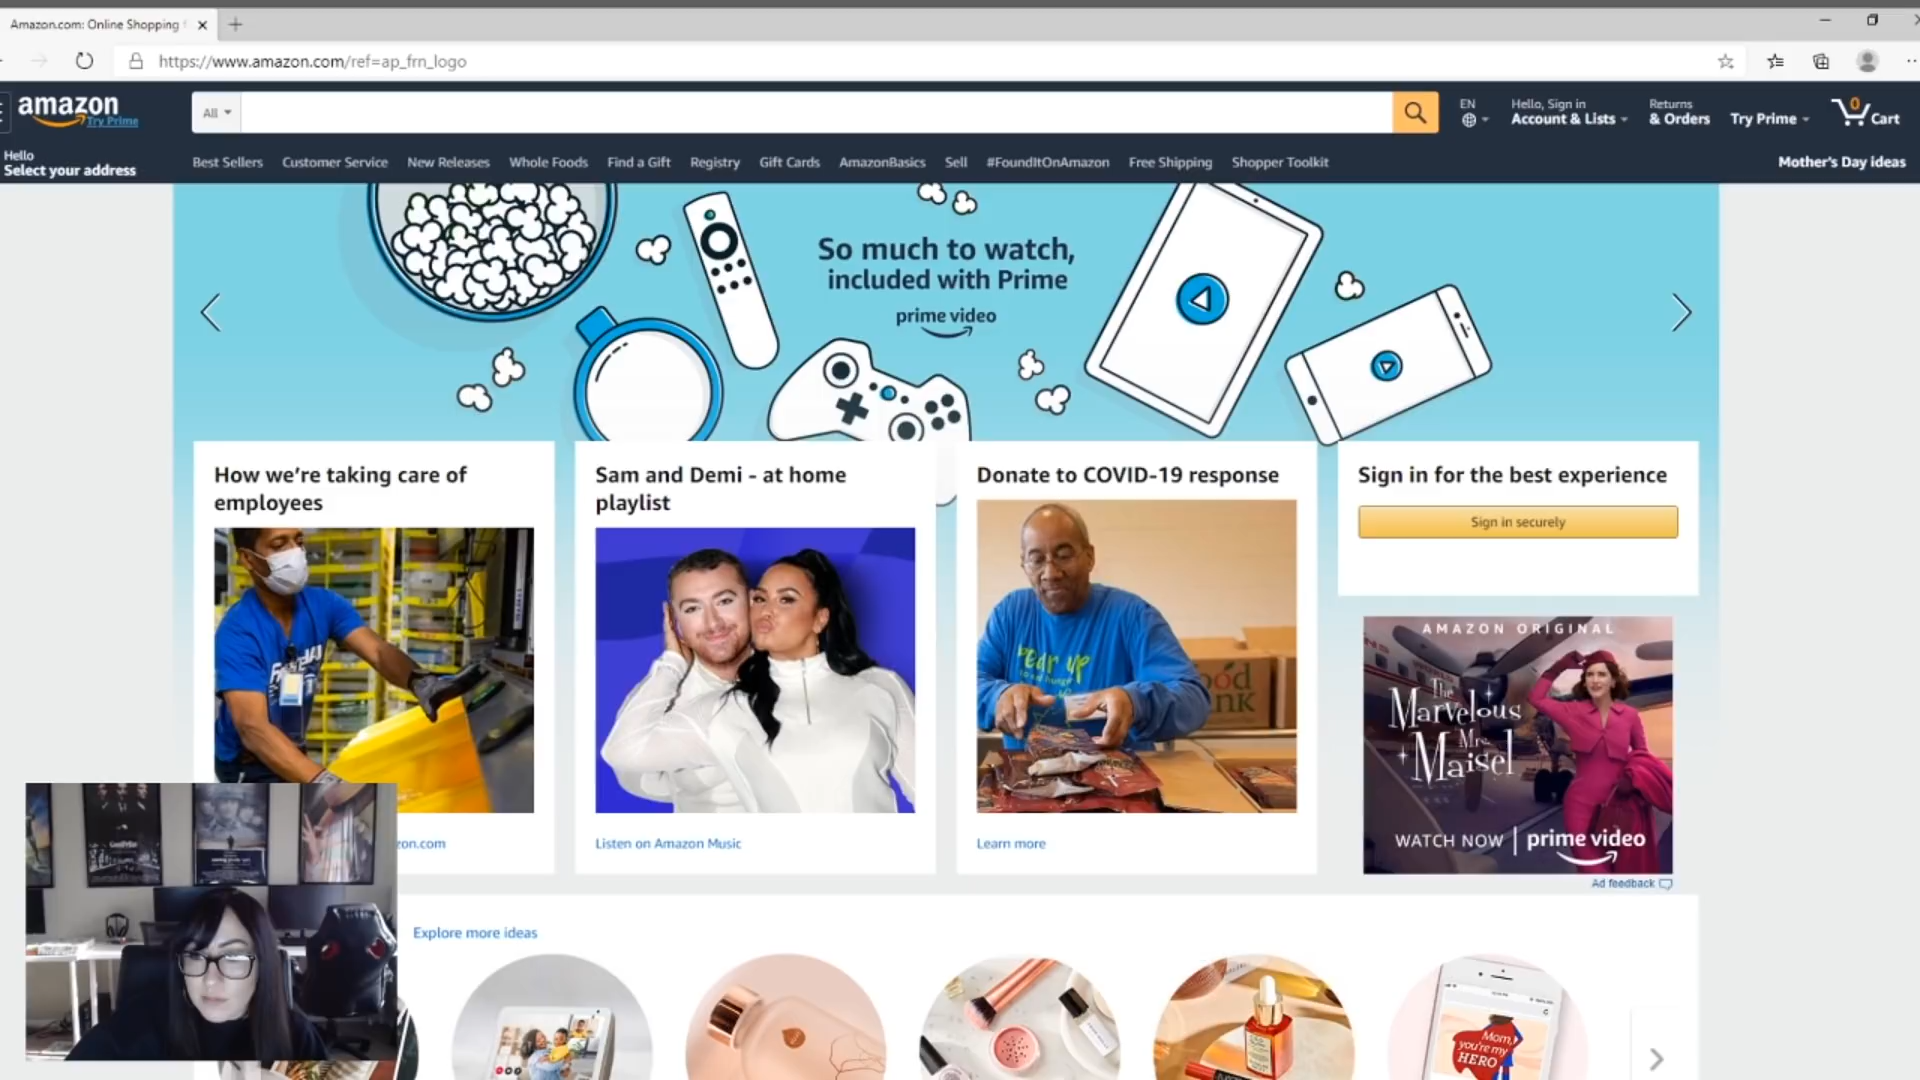 Amazon.com: Online Shopping
https://www.amazon.com/ref=ap_frn_logo
amazon
Try Prime
All
EN
Hello, Sign in
Account & Lists
Returns
& Orders
Try Prime
0
Cart
Hello
Select your address
Best Sellers
Customer Service
New Releases
Whole Foods
Find a Gift
Registry
Gift Cards
AmazonBasics
Sell
#FoundItOnAmazon
Free Shipping
Shopper Toolkit
Mother's Day ideas
So much to watch,
included with Prime
prime video
How we're taking care of
employees
zon.com
Sam and Demi - at home
playlist
Listen on Amazon Music
Donate to COVID-19 response
Learn more
Sign in for the best experience
Sign in securely
AMAZON ORIGINAL
The
Marvelous
Mrs.
Maisel
WATCH NOW | prime video
Ad feedback
Explore more ideas
Mom,
you're my
HERO